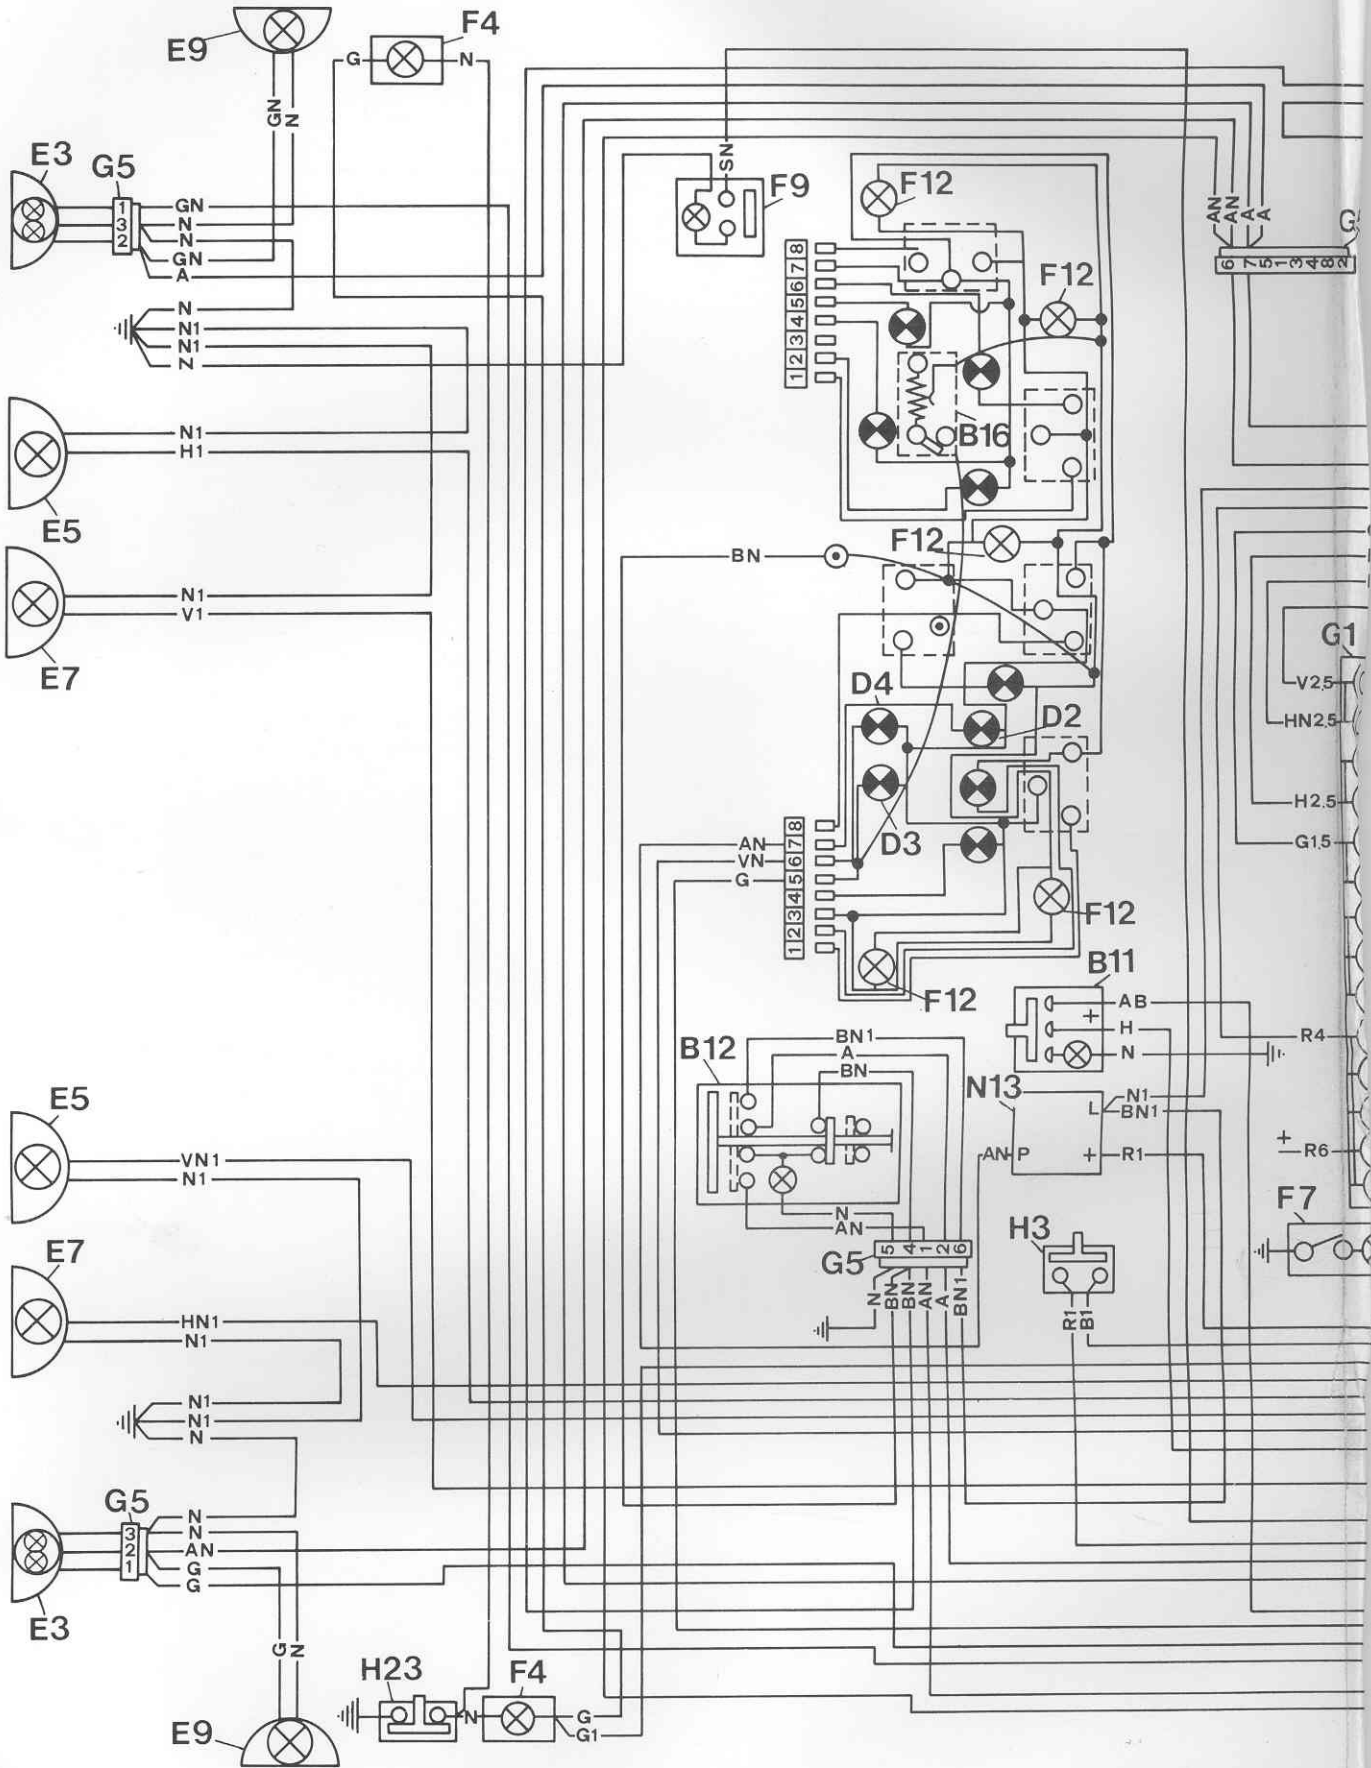 E9
F4
G
N
GN
N
SN
E3
G5
F9
F12
1
3
2
GN
N
N
GN
A
AN
AN
A
A
G
6
7
5
1
3
4
8
2
N
N1
N1
N
8
7
6
5
4
3
2
1
F12
N1
H1
E5
B16
F12
BN
N1
V1
E7
G1
V2,5
HN2,5
H2.5
G1,5
D4
D2
D3
8
7
6
5
4
3
2
1
AN
VN
G
F12
F12
B11
AB
+
H
N
R4
B12
BN1
A
BN
N13
N1
L
BN1
AN
P
+
R1
+
R6
E5
VN1
N1
N
AN
G5
5
4
1
2
6
N
BN
BN
AN
A
BN1
H3
R1
B1
F7
E7
HN1
N1
N1
N1
N
G5
3
2
1
N
N
AN
G
G
E3
G
N
H23
F4
N
G
G1
E9